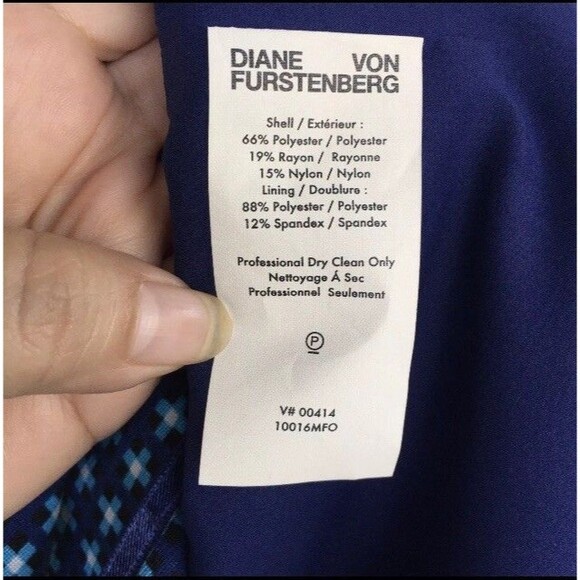 DIANE VON
FURSTENBERG
Shell / Extérieur :
66% Polyester / Polyester
19% Rayon / Rayonne
15% Nylon / Nylon
Lining / Doublure :
88% Polyester / Polyester
12% Spandex / Spandex
Professional Dry Clean Only
Nettoyage Á Sec
Professionnel Seulement
P
V# 00414
10016MFO